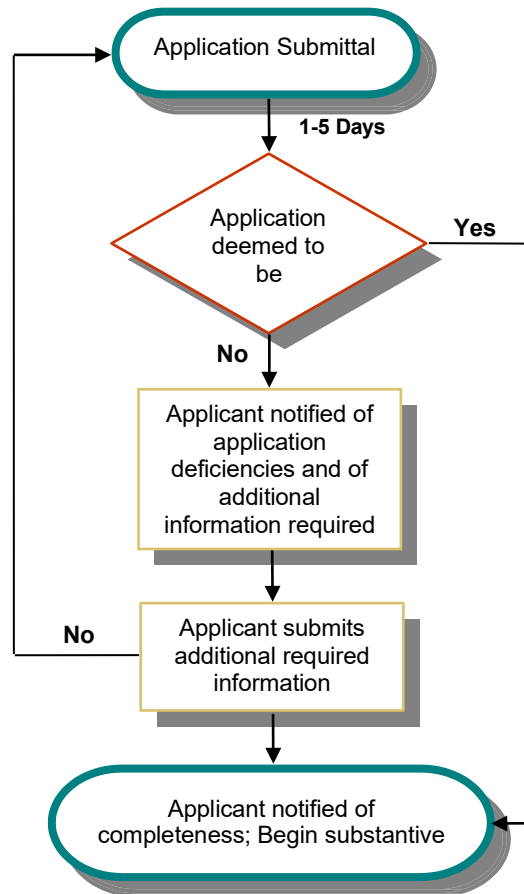 Application Submittal
1-5 Days
Application
deemed to
be
Yes
No
Applicant notified of
application
deficiencies and of
additional
information required
No
Applicant submits
additional required
information
Applicant notified of
completeness; Begin substantive